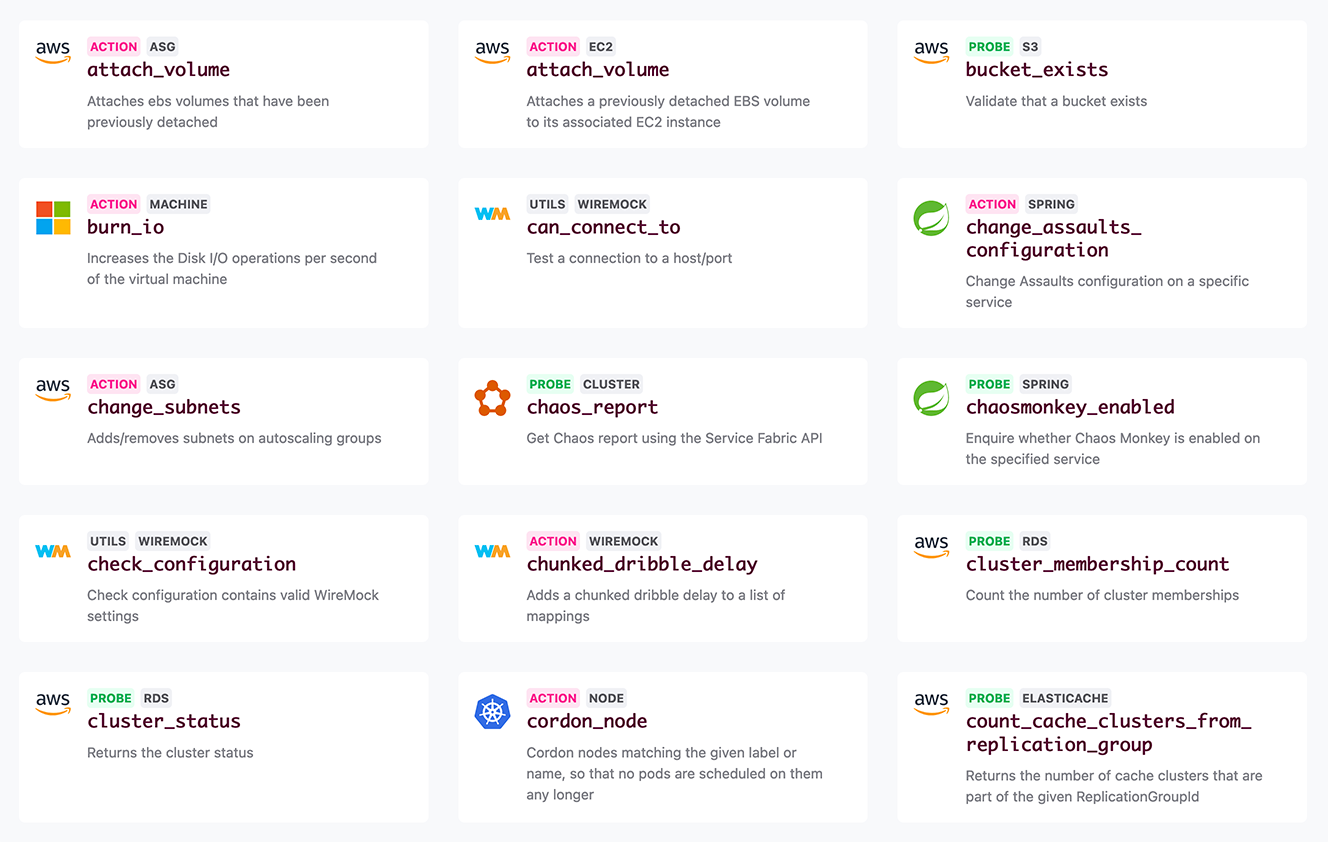 aws ACTION ASG
attach_volume
Attaches ebs volumes that have been
previously detached
aws ACTION EC2
attach_volume
Attaches a previously detached EBS volume
to its associated EC2 instance
aws PROBE S3
bucket_exists
Validate that a bucket exists
ACTION MACHINE
burn_io
Increases the Disk I/O operations per second
of the virtual machine
WM UTILS WIREMOCK
can_connect_to
Test a connection to a host/port
ACTION SPRING
change_assaults_
configuration
Change Assaults configuration on a specific
service
aws ACTION ASG
change_subnets
Adds/removes subnets on autoscaling groups
PROBE CLUSTER
chaos_report
Get Chaos report using the Service Fabric API
PROBE SPRING
chaosmonkey_enabled
Enquire whether Chaos Monkey is enabled on
the specified service
WM UTILS WIREMOCK
check_configuration
Check configuration contains valid WireMock
settings
WM ACTION WIREMOCK
chunked_dribble_delay
Adds a chunked dribble delay to a list of
mappings
aws PROBE RDS
cluster_membership_count
Count the number of cluster memberships
aws PROBE RDS
cluster_status
Returns the cluster status
ACTION NODE
cordon_node
Cordon nodes matching the given label or
name, so that no pods are scheduled on them
any longer
aws PROBE ELASTICACHE
count_cache_clusters_from_
replication_group
Returns the number of cache clusters that are
part of the given ReplicationGroupId